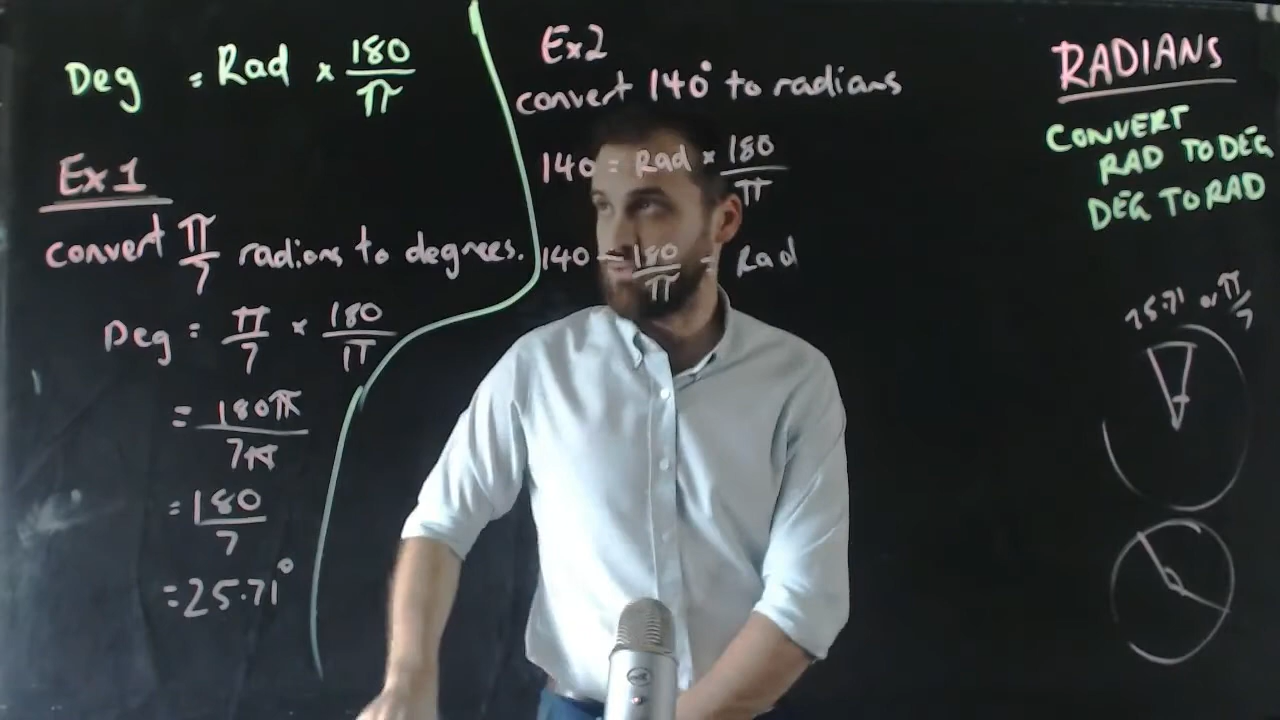 Deg = Rad × 180/π
Ex 1
convert π/7 radians to degrees.
Deg = π/7 × 180/π
= 180π/7π
= 180/7
= 25.71°
Ex2
convert 140° to radians
140 = Rad × 180/π
140 ÷ 180/π = Rad
RADIANS
CONVERT
RAD TO DEG
DEG TO RAD
25.71 or π/7